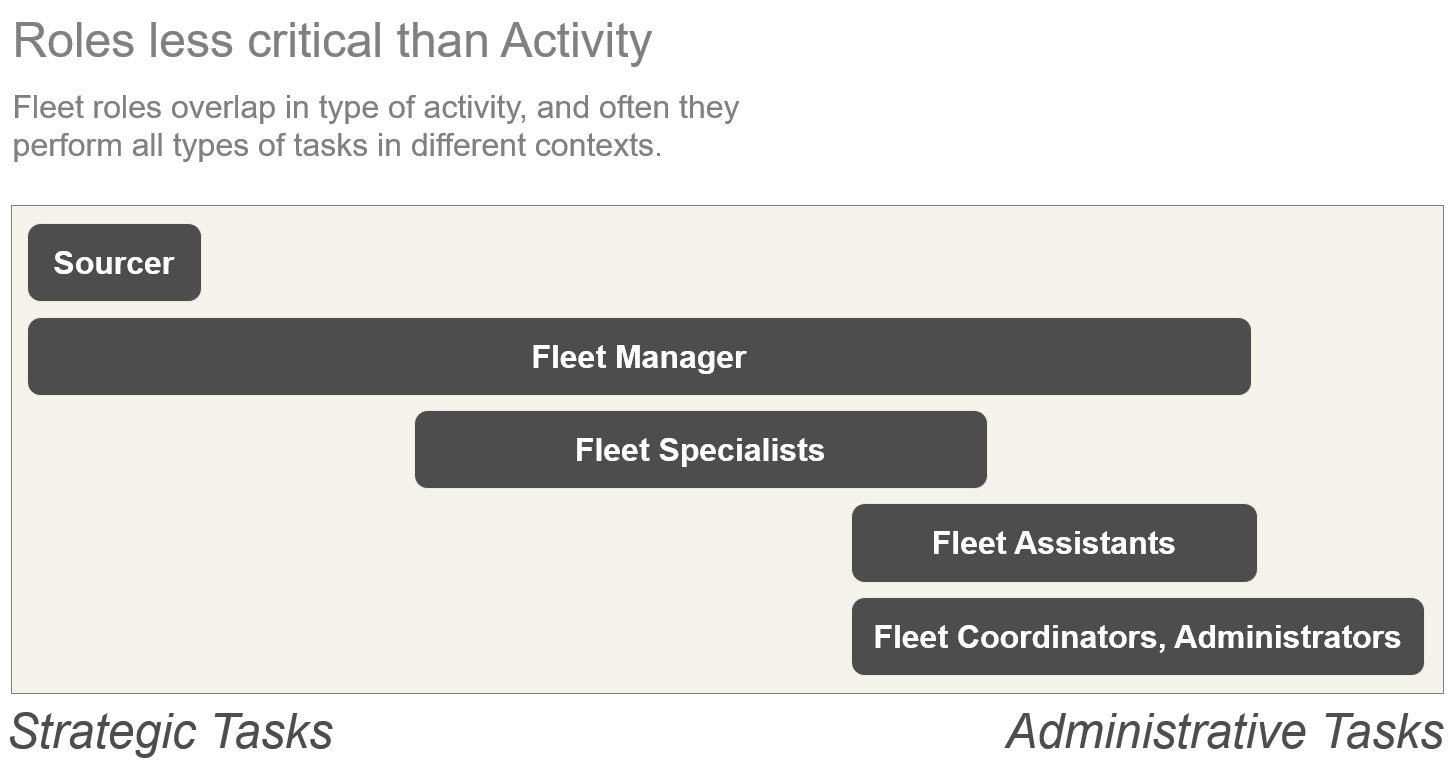 Roles less critical than Activity
Fleet roles overlap in type of activity, and often they
perform all types of tasks in different contexts.
Sourcer
Fleet Manager
Fleet Specialists
Fleet Assistants
Fleet Coordinators, Administrators
Strategic Tasks
Administrative Tasks